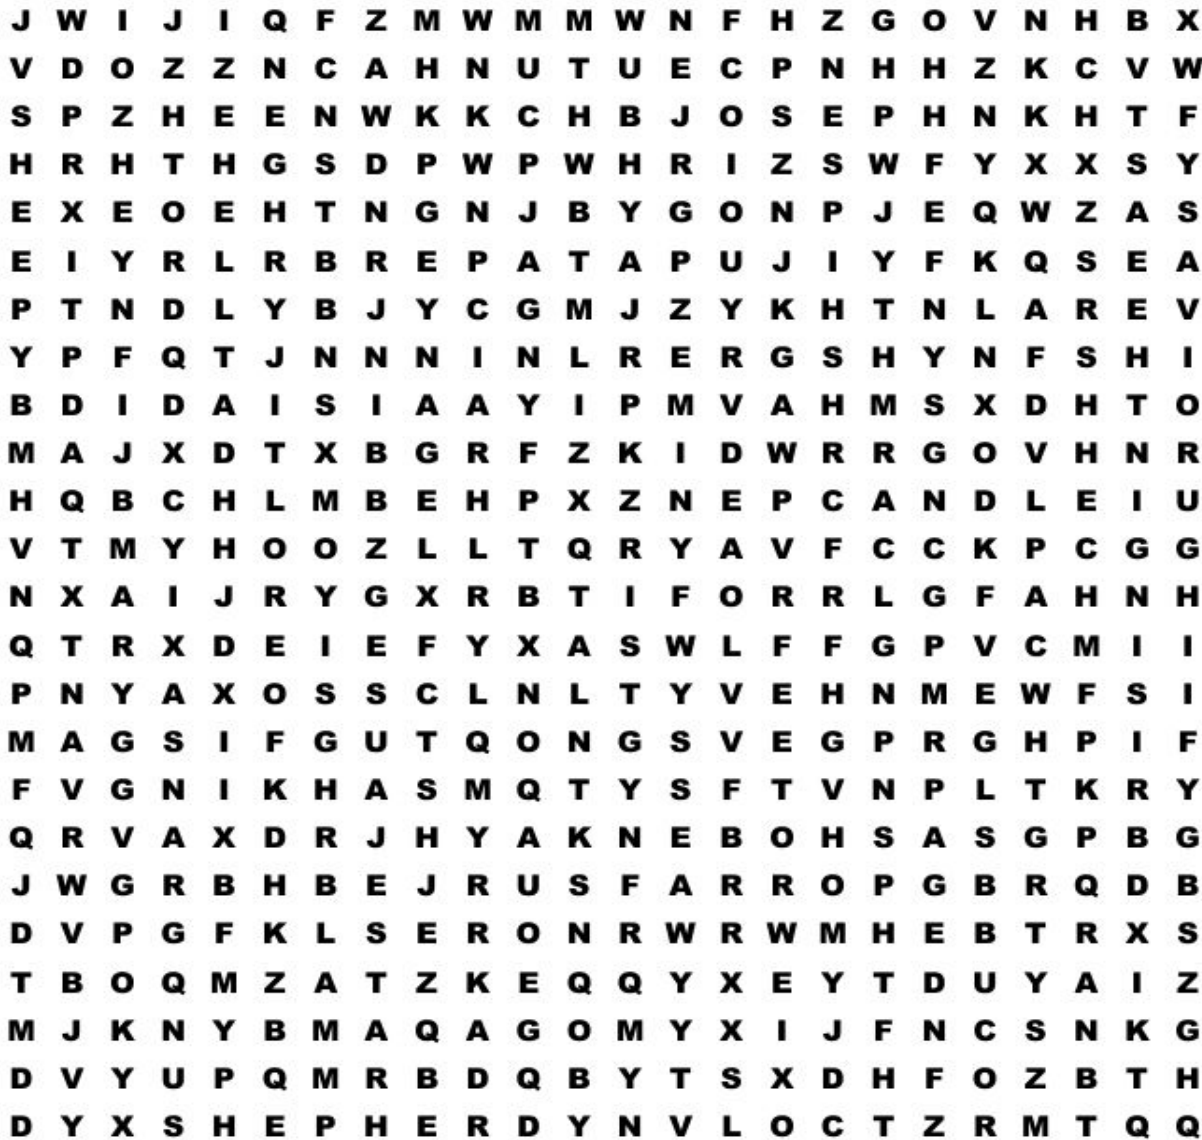 J W I J I Q F Z M W M M W N F H Z G O V N H B X
V D O Z Z N C A H N U T U E C P N H H Z K C V W
S P Z H E E N W K K C H B J O S E P H N K H T F
H R H T H G S D P W P W H R I Z S W F Y X X S Y
E X E O E H T N G N J B Y G O N P J E Q W Z A S
E I Y R L R B R E P A T A P U J I Y F K Q S E A
P T N D L Y B J Y C G M J Z Y K H T N L A R E V
Y P F Q T J N N N I N L R E R G S H Y N F S H I
B D I D A I S I A A Y I P M V A H M S X D H T O
M A J X D T X B G R F Z K I D W R R G O V H N R
H Q B C H L M B E H P X Z N E P C A N D L E I U
V T M Y H O O Z L L T Q R Y A V F C C K P C G G
N X A I J R Y G X R B T I F O R R L G F A H N H
Q T R X D E I E F Y X A S W L F F G P V C M I I
P N Y A X O S S C L N L T Y V E H N M E W F S I
M A G S I F G U T Q O N G S V E G P R G H P I F
F V G N I K H A S M Q T Y S F T V N P L T K R Y
Q R V A X D R J H Y A K N E B O H S A S G P B G
J W G R B H B E J R U S F A R R O P G B R Q D B
D V P G F K L S E R O N R W R W M H E B T R X S
T B O Q M Z A T Z K E Q Q Y X E Y T D U Y A I Z
M J K N Y B M A Q A G O M Y X I J F N C S N K G
D V Y U P Q M R B D Q B Y T S X D H F O Z B T H
D Y X S H E P H E R D Y N V L O C T Z R M T Q Q